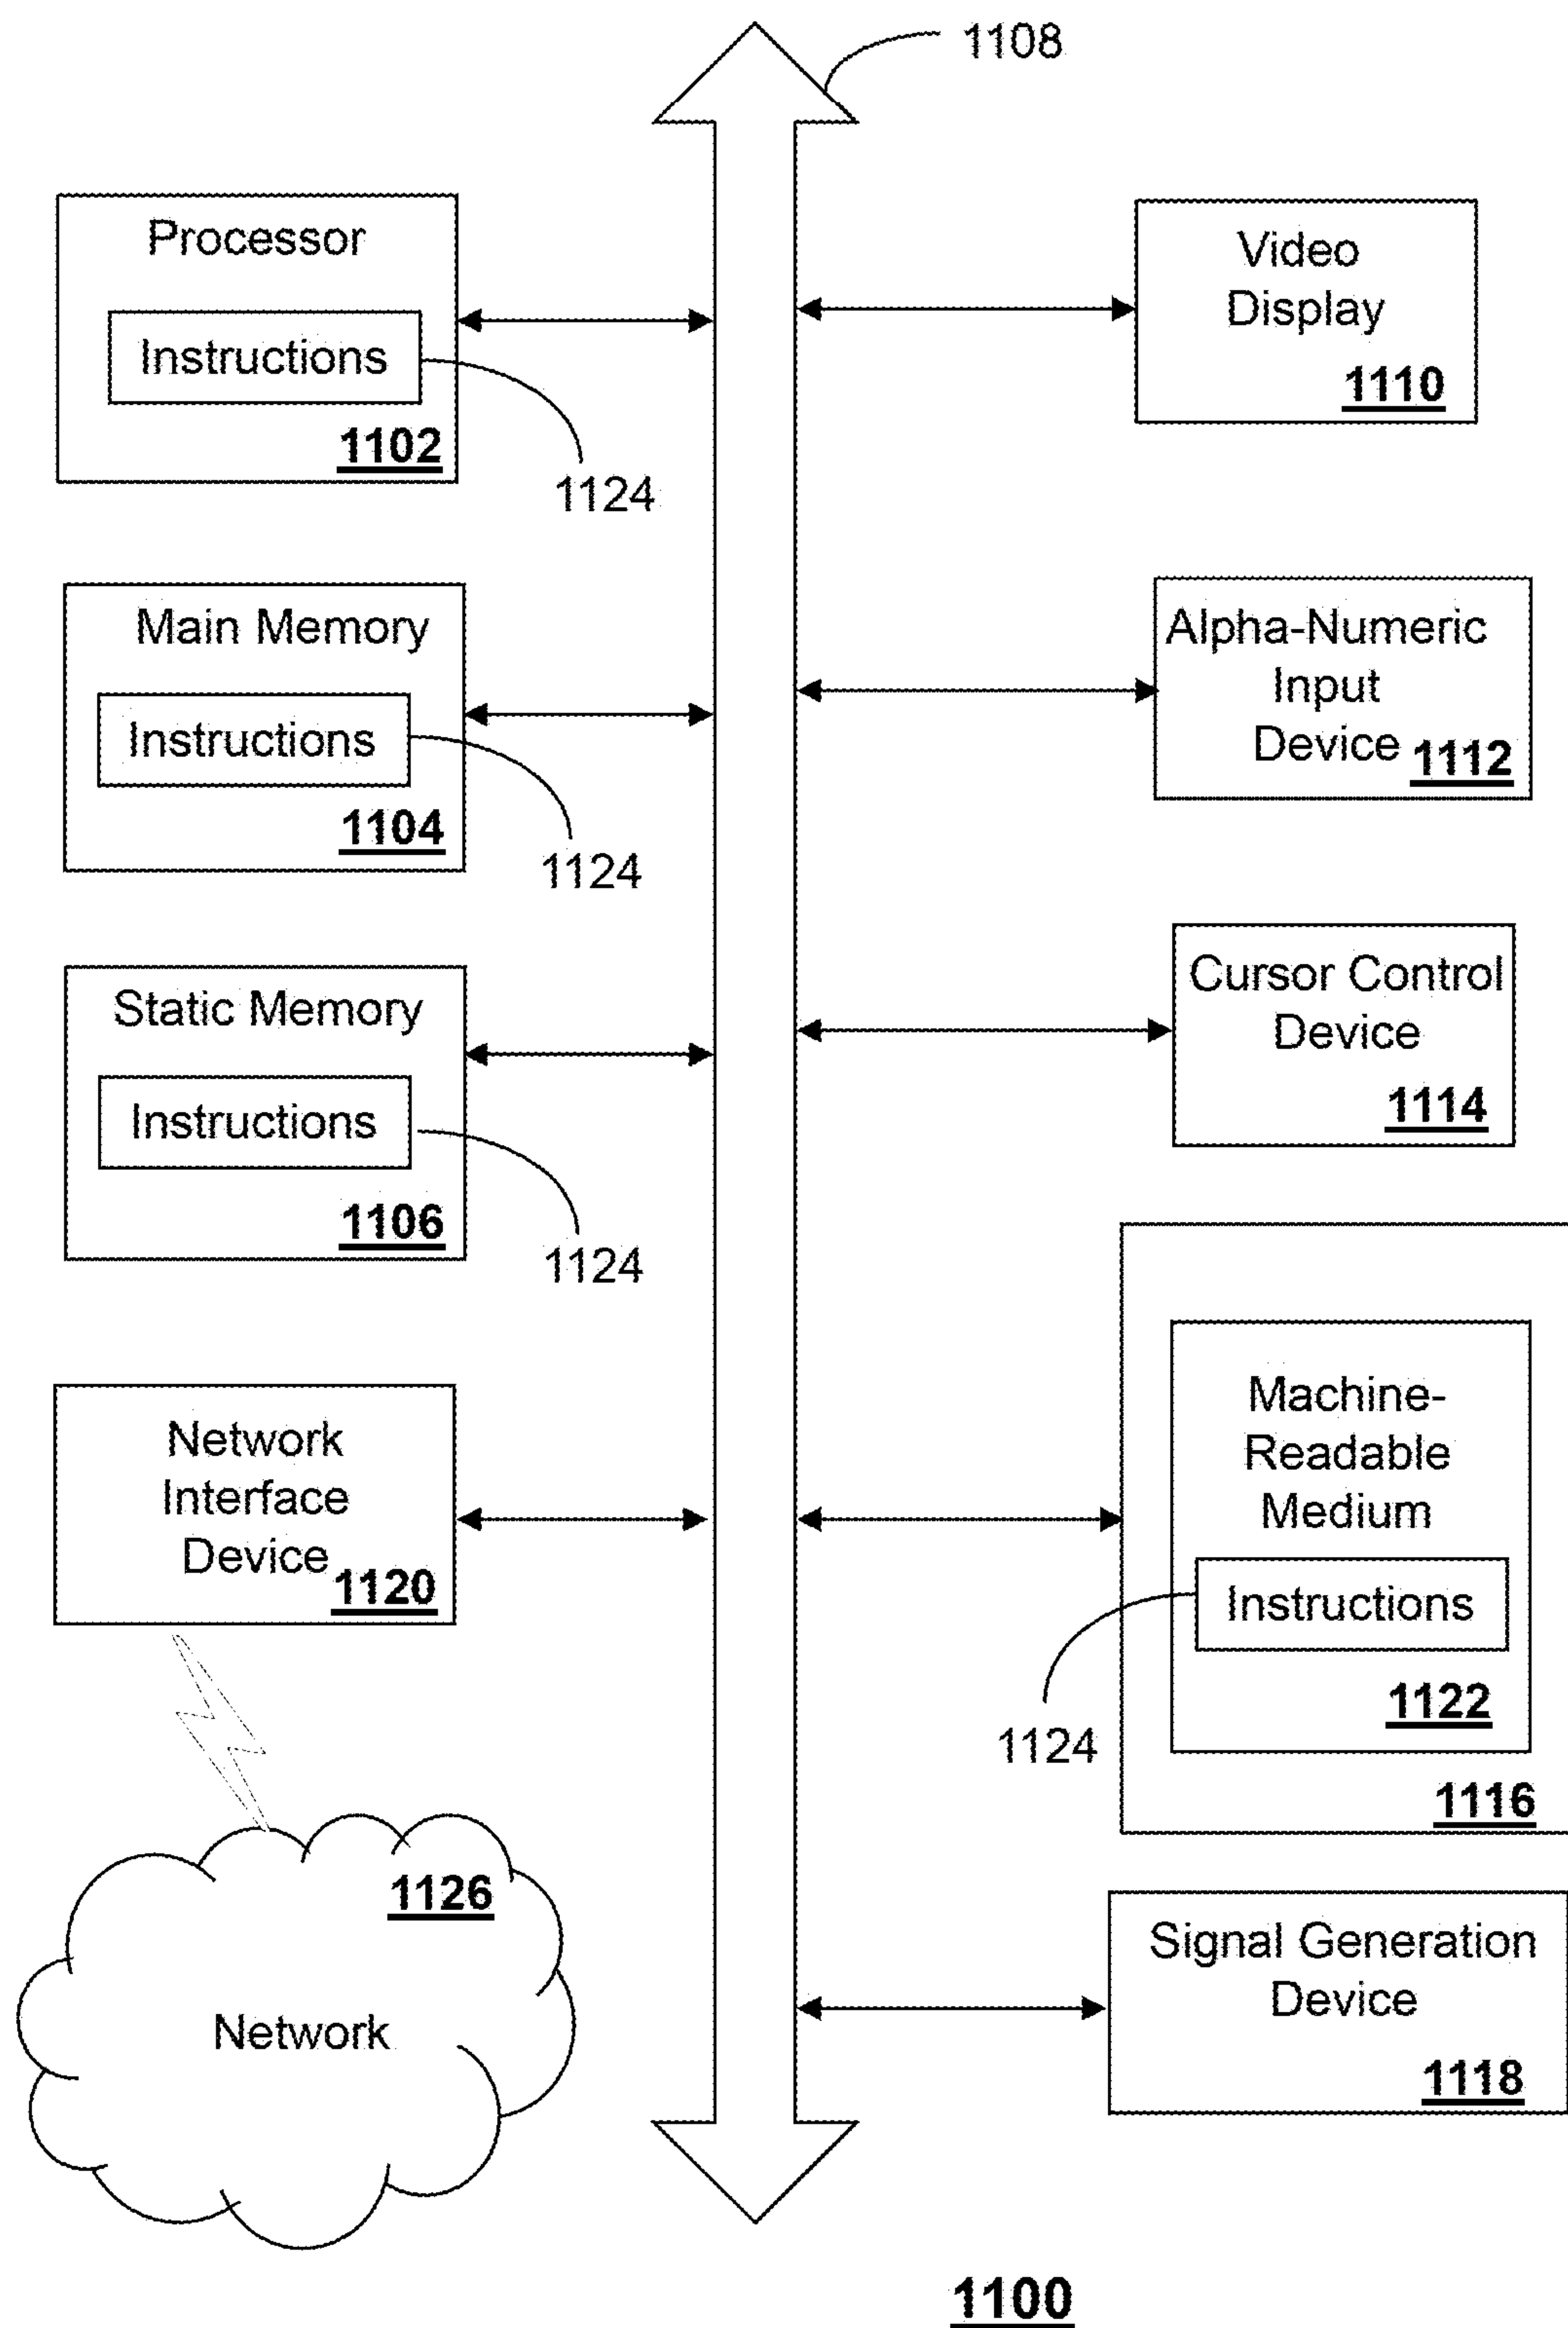 1108
Processor
Instructions
1102
1124
Main Memory
Instructions
1104
1124
Static Memory
Instructions
1106
1124
Network
Interface
Device
1120
1126
Network
Video
Display
1110
Alpha-Numeric
Input
Device
1112
Cursor Control
Device
1114
Machine-
Readable
Medium
Instructions
1122
1124
1116
Signal Generation
Device
1118
1100